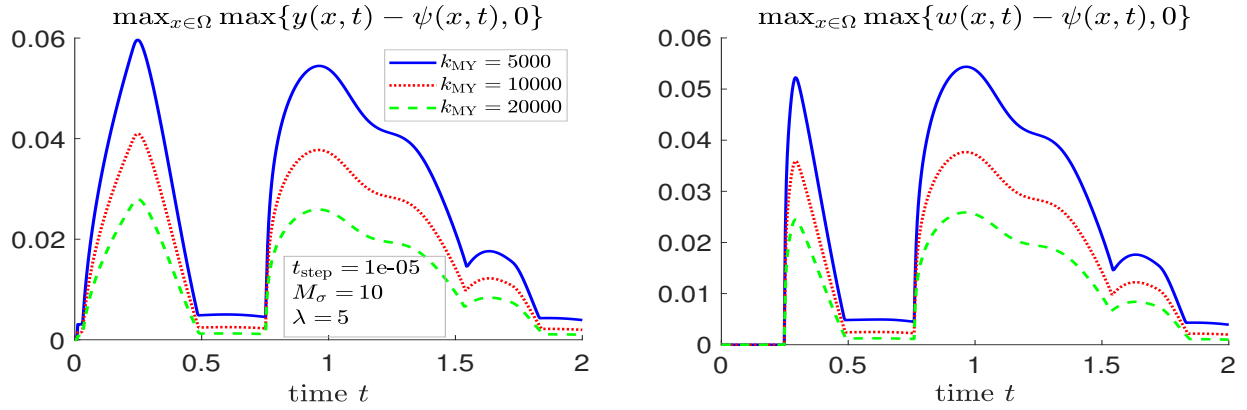 max_{x∈Ω} max{y(x, t) − ψ(x, t), 0}
0.06
0.04
0.02
0
0
0.5
1
1.5
2
time t
k_MY = 5000
k_MY = 10000
k_MY = 20000
t_step = 1e-05
M_σ = 10
λ = 5
max_{x∈Ω} max{w(x, t) − ψ(x, t), 0}
0.06
0.05
0.04
0.03
0.02
0.01
0
0
0.5
1
1.5
2
time t